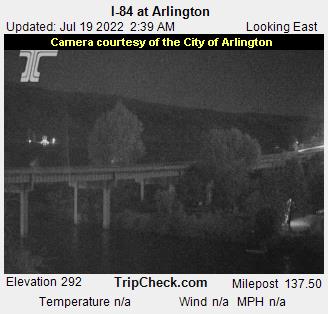 I-84 at Arlington
Updated: Jul 19 2022 2:39 AM Looking East
Camera courtesy of the City of Arlington
Elevation 292 TripCheck.com Milepost 137.50
Temperature n/a Wind n/a MPH n/a